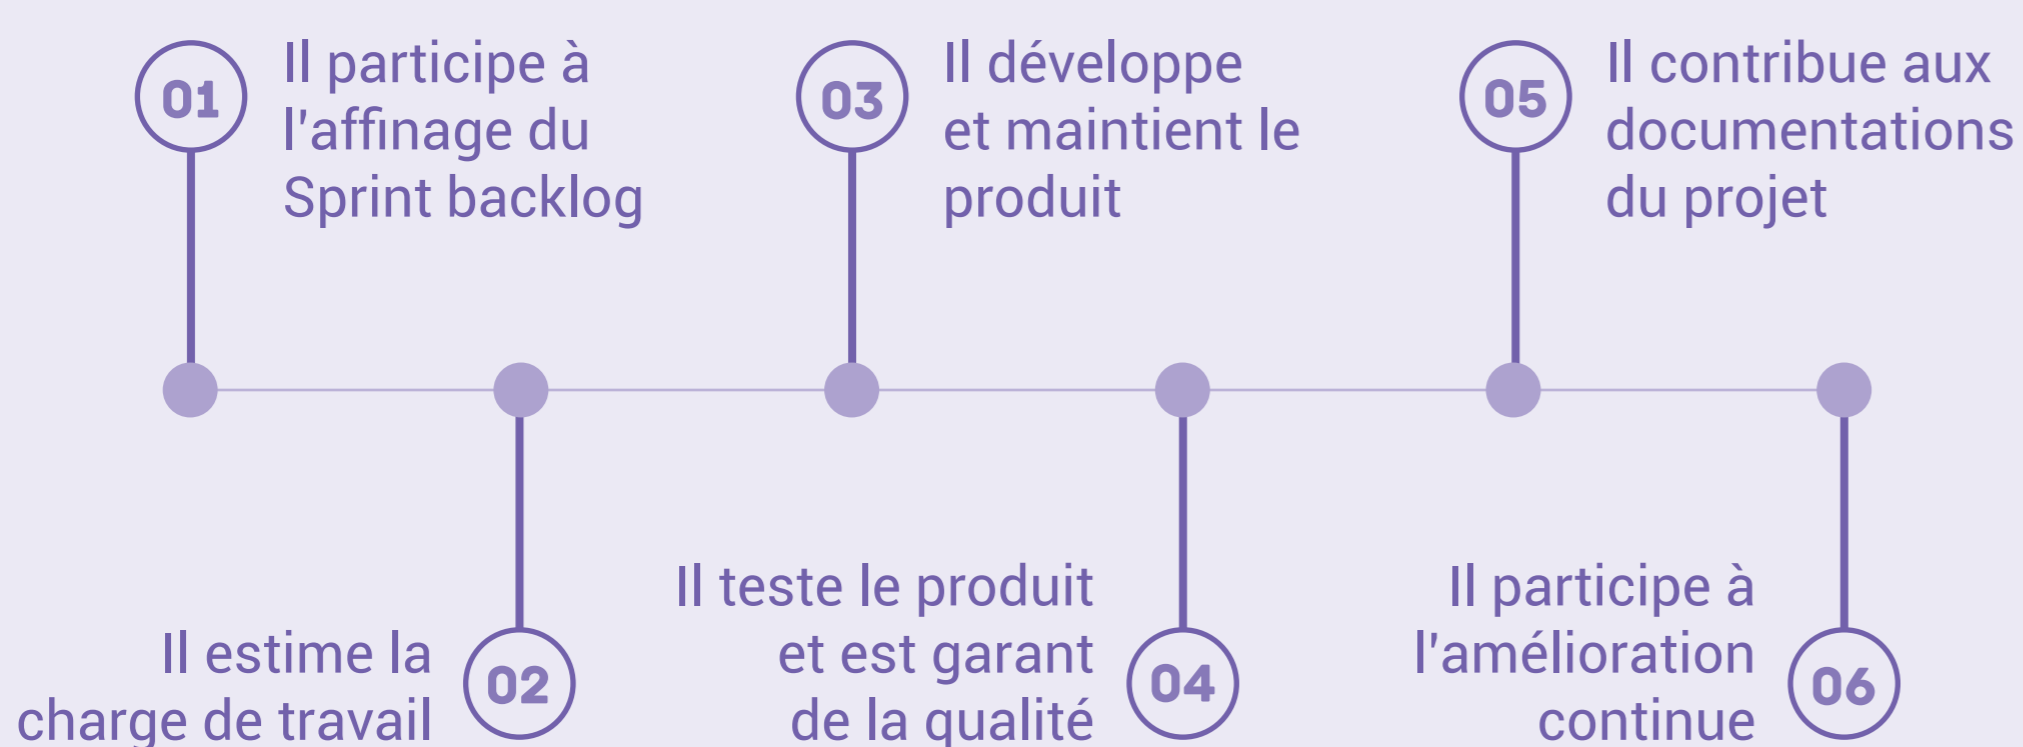 01
Il participe à
l'affinage du
Sprint backlog
02
Il estime la
charge de travail
03
Il développe
et maintient le
produit
04
Il teste le produit
et est garant
de la qualité
05
Il contribue aux
documentations
du projet
06
Il participe à
l'amélioration
continue